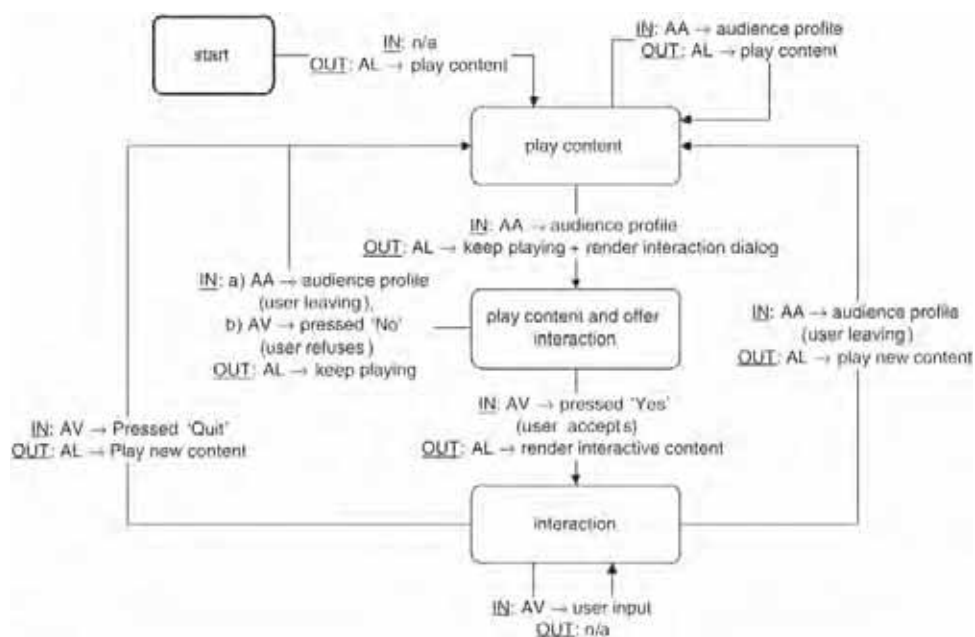 start
IN: n/a
OUT: AL → play content
IN: AA → audience profile
OUT: AL → play content
play content
IN: AA → audience profile
OUT: AL → keep playing + render interaction dialog
IN: a) AA → audience profile
(user leaving),
b) AV → pressed 'No'
(user refuses)
OUT: AL → keep playing
play content and offer
interaction
IN: AA → audience profile
(user leaving)
OUT: AL → play new content
IN: AV → pressed 'Yes'
(user accepts)
OUT: AL → render interactive content
IN: AV → Pressed 'Quit'
OUT: AL → Play new content
interaction
IN: AV → user input
OUT: n/a